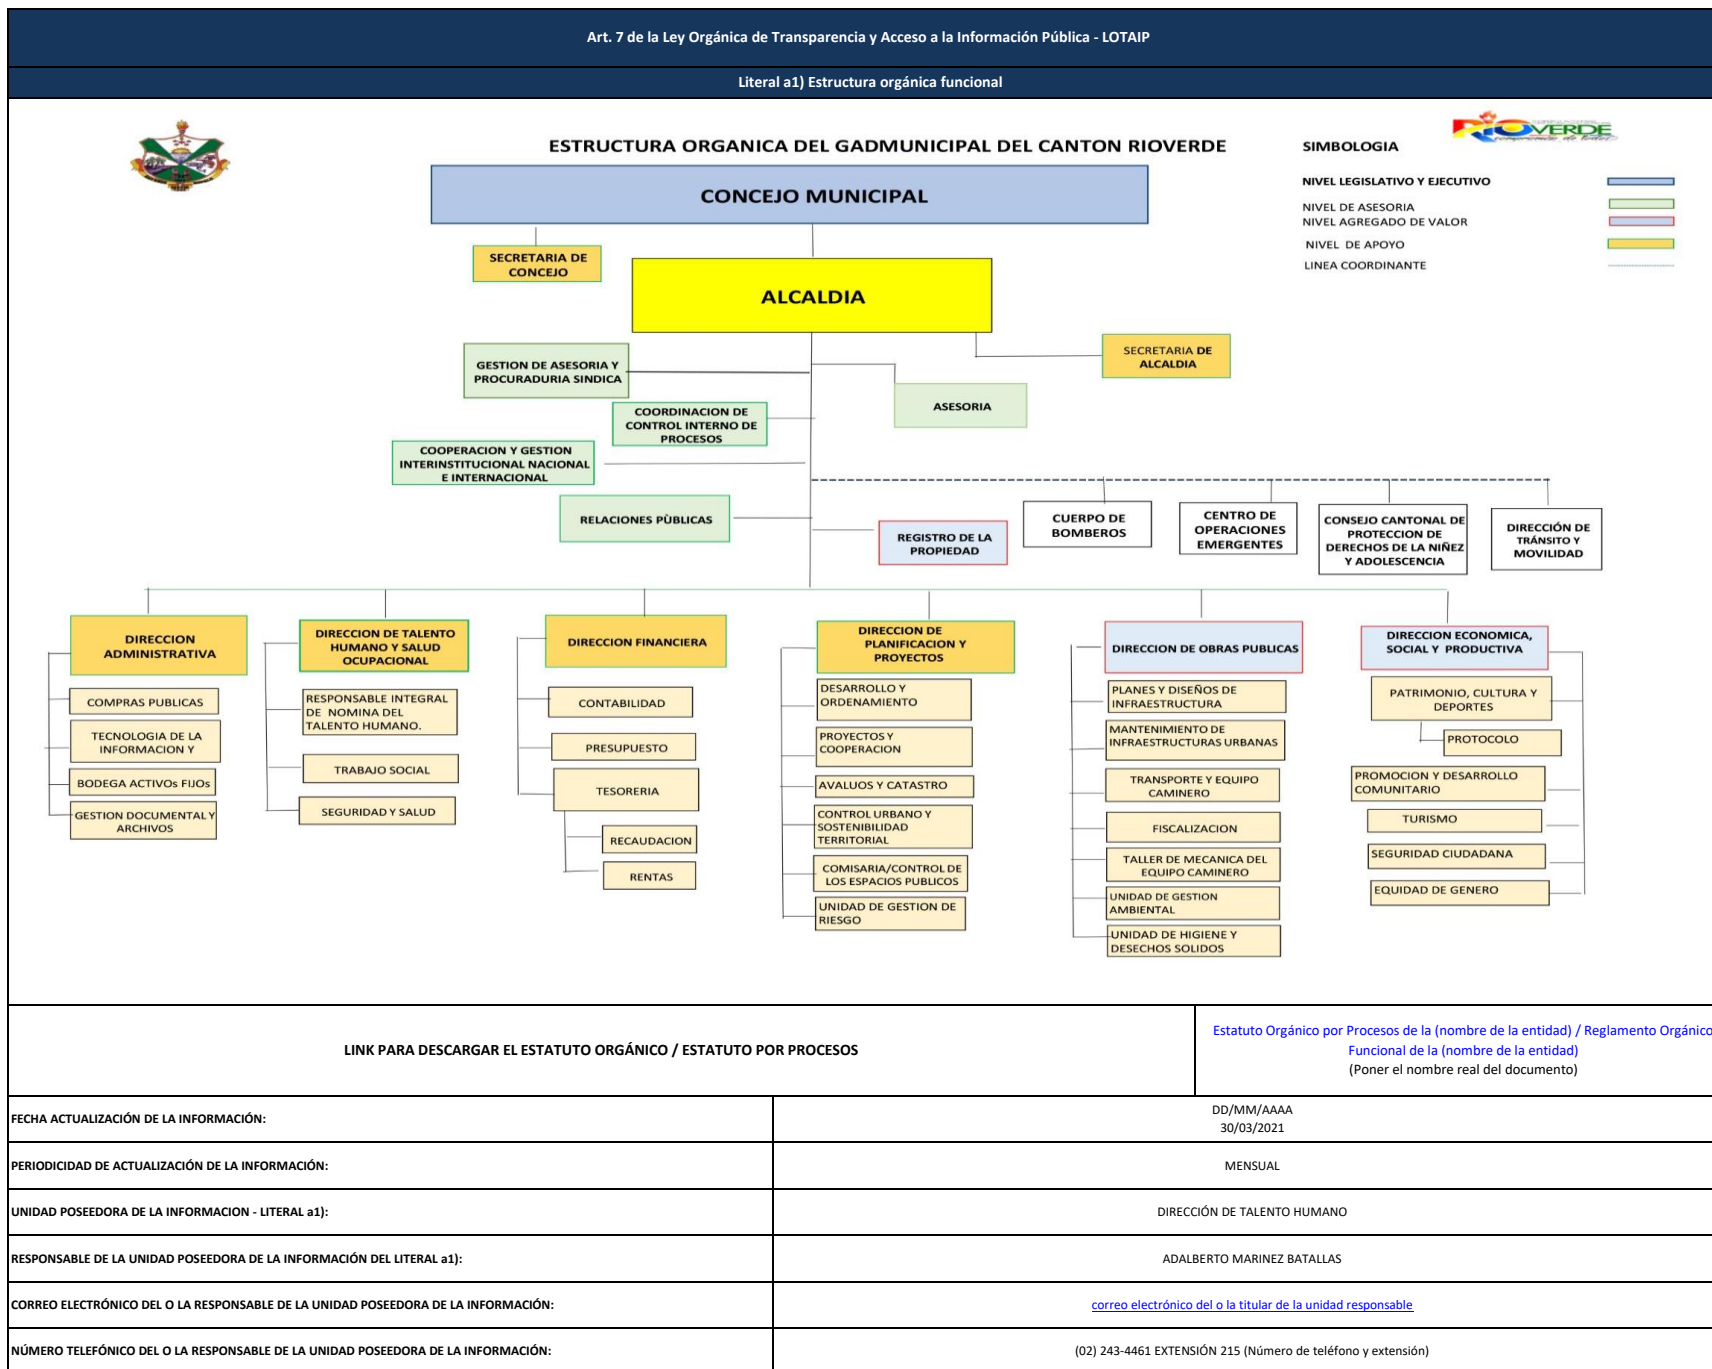 Art. 7 de la Ley Orgánica de Transparencia y Acceso a la Información Pública - LOTAIP
Literal a1) Estructura orgánica funcional
RIOVERDE
ESTRUCTURA ORGANICA DEL GADMUNICIPAL DEL CANTON RIOVERDE
SIMBOLOGIA
NIVEL LEGISLATIVO Y EJECUTIVO
NIVEL DE ASESORIA
NIVEL AGREGADO DE VALOR
NIVEL DE APOYO
LINEA COORDINANTE
CONCEJO MUNICIPAL
SECRETARIA DE
CONCEJO
ALCALDIA
SECRETARIA DE
ALCALDIA
GESTION DE ASESORIA Y
PROCURADURIA SINDICA
ASESORIA
COORDINACION DE
CONTROL INTERNO DE
PROCESOS
COOPERACION Y GESTION
INTERINSTITUCIONAL NACIONAL
E INTERNACIONAL
RELACIONES PÙBLICAS
REGISTRO DE LA
PROPIEDAD
CUERPO DE
BOMBEROS
CENTRO DE
OPERACIONES
EMERGENTES
CONSEJO CANTONAL DE
PROTECCION DE
DERECHOS DE LA NIÑEZ
Y ADOLESCENCIA
DIRECCIÓN DE
TRÁNSITO Y
MOVILIDAD
DIRECCION
ADMINISTRATIVA
COMPRAS PUBLICAS
TECNOLOGIA DE LA
INFORMACION Y
BODEGA ACTIVOs FIJOs
GESTION DOCUMENTAL Y
ARCHIVOS
DIRECCION DE TALENTO
HUMANO Y SALUD
OCUPACIONAL
RESPONSABLE INTEGRAL
DE NOMINA DEL
TALENTO HUMANO.
TRABAJO SOCIAL
SEGURIDAD Y SALUD
DIRECCION FINANCIERA
CONTABILIDAD
PRESUPUESTO
TESORERIA
RECAUDACION
RENTAS
DIRECCION DE
PLANIFICACION Y
PROYECTOS
DESARROLLO Y
ORDENAMIENTO
PROYECTOS Y
COOPERACION
AVALUOS Y CATASTRO
CONTROL URBANO Y
SOSTENIBILIDAD
TERRITORIAL
COMISARIA/CONTROL DE
LOS ESPACIOS PUBLICOS
UNIDAD DE GESTION DE
RIESGO
DIRECCION DE OBRAS PUBLICAS
PLANES Y DISEÑOS DE
INFRAESTRUCTURA
MANTENIMIENTO DE
INFRAESTRUCTURAS URBANAS
TRANSPORTE Y EQUIPO
CAMINERO
FISCALIZACION
TALLER DE MECANICA DEL
EQUIPO CAMINERO
UNIDAD DE GESTION
AMBIENTAL
UNIDAD DE HIGIENE Y
DESECHOS SOLIDOS
DIRECCION ECONOMICA,
SOCIAL Y PRODUCTIVA
PATRIMONIO, CULTURA Y
DEPORTES
PROTOCOLO
PROMOCION Y DESARROLLO
COMUNITARIO
TURISMO
SEGURIDAD CIUDADANA
EQUIDAD DE GENERO
LINK PARA DESCARGAR EL ESTATUTO ORGÁNICO / ESTATUTO POR PROCESOS
Estatuto Orgánico por Procesos de la (nombre de la entidad) / Reglamento Orgánico
Funcional de la (nombre de la entidad)
(Poner el nombre real del documento)
FECHA ACTUALIZACIÓN DE LA INFORMACIÓN:
DD/MM/AAAA
30/03/2021
PERIODICIDAD DE ACTUALIZACIÓN DE LA INFORMACIÓN:
MENSUAL
UNIDAD POSEEDORA DE LA INFORMACION - LITERAL a1):
DIRECCIÓN DE TALENTO HUMANO
RESPONSABLE DE LA UNIDAD POSEEDORA DE LA INFORMACIÓN DEL LITERAL a1):
ADALBERTO MARINEZ BATALLAS
CORREO ELECTRÓNICO DEL O LA RESPONSABLE DE LA UNIDAD POSEEDORA DE LA INFORMACIÓN:
correo electrónico del o la titular de la unidad responsable
NÚMERO TELEFÓNICO DEL O LA RESPONSABLE DE LA UNIDAD POSEEDORA DE LA INFORMACIÓN:
(02) 243-4461 EXTENSIÓN 215 (Número de teléfono y extensión)